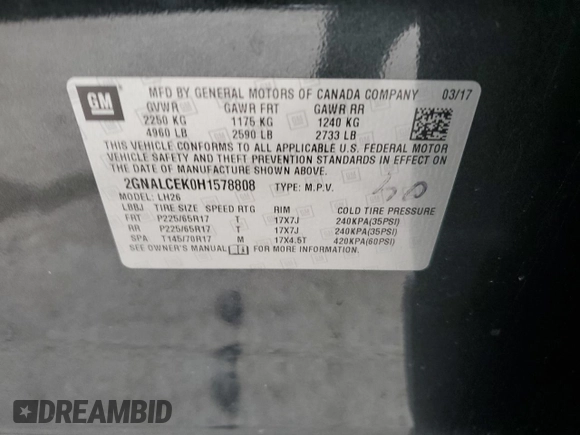 GM
MFD BY GENERAL MOTORS OF CANADA COMPANY 03/17
GVWR GAWR FRT GAWR RR
2250 KG 1175 KG 1240 KG
4960 LB 2590 LB 2733 LB
THIS VEHICLE CONFORMS TO ALL APPLICABLE U.S. FEDERAL MOTOR
VEHICLE SAFETY AND THEFT PREVENTION STANDARDS IN EFFECT ON
THE DATE OF MANUFACTURE SHOWN ABOVE.
2GNALCEK0H1578808 TYPE: M.P.V.
MODEL: LH26
LBBJ TIRE SIZE SPEED RTG RIM COLD TIRE PRESSURE
FRT P225/65R17 T 17X7J 240KPA(35PSI)
RR P225/65R17 17X7J 240KPA(35PSI)
SPA T145/70R17 M 17X4.5T 420KPA(60PSI)
SEE OWNER'S MANUAL FOR MORE INFORMATION.
DREAMBID